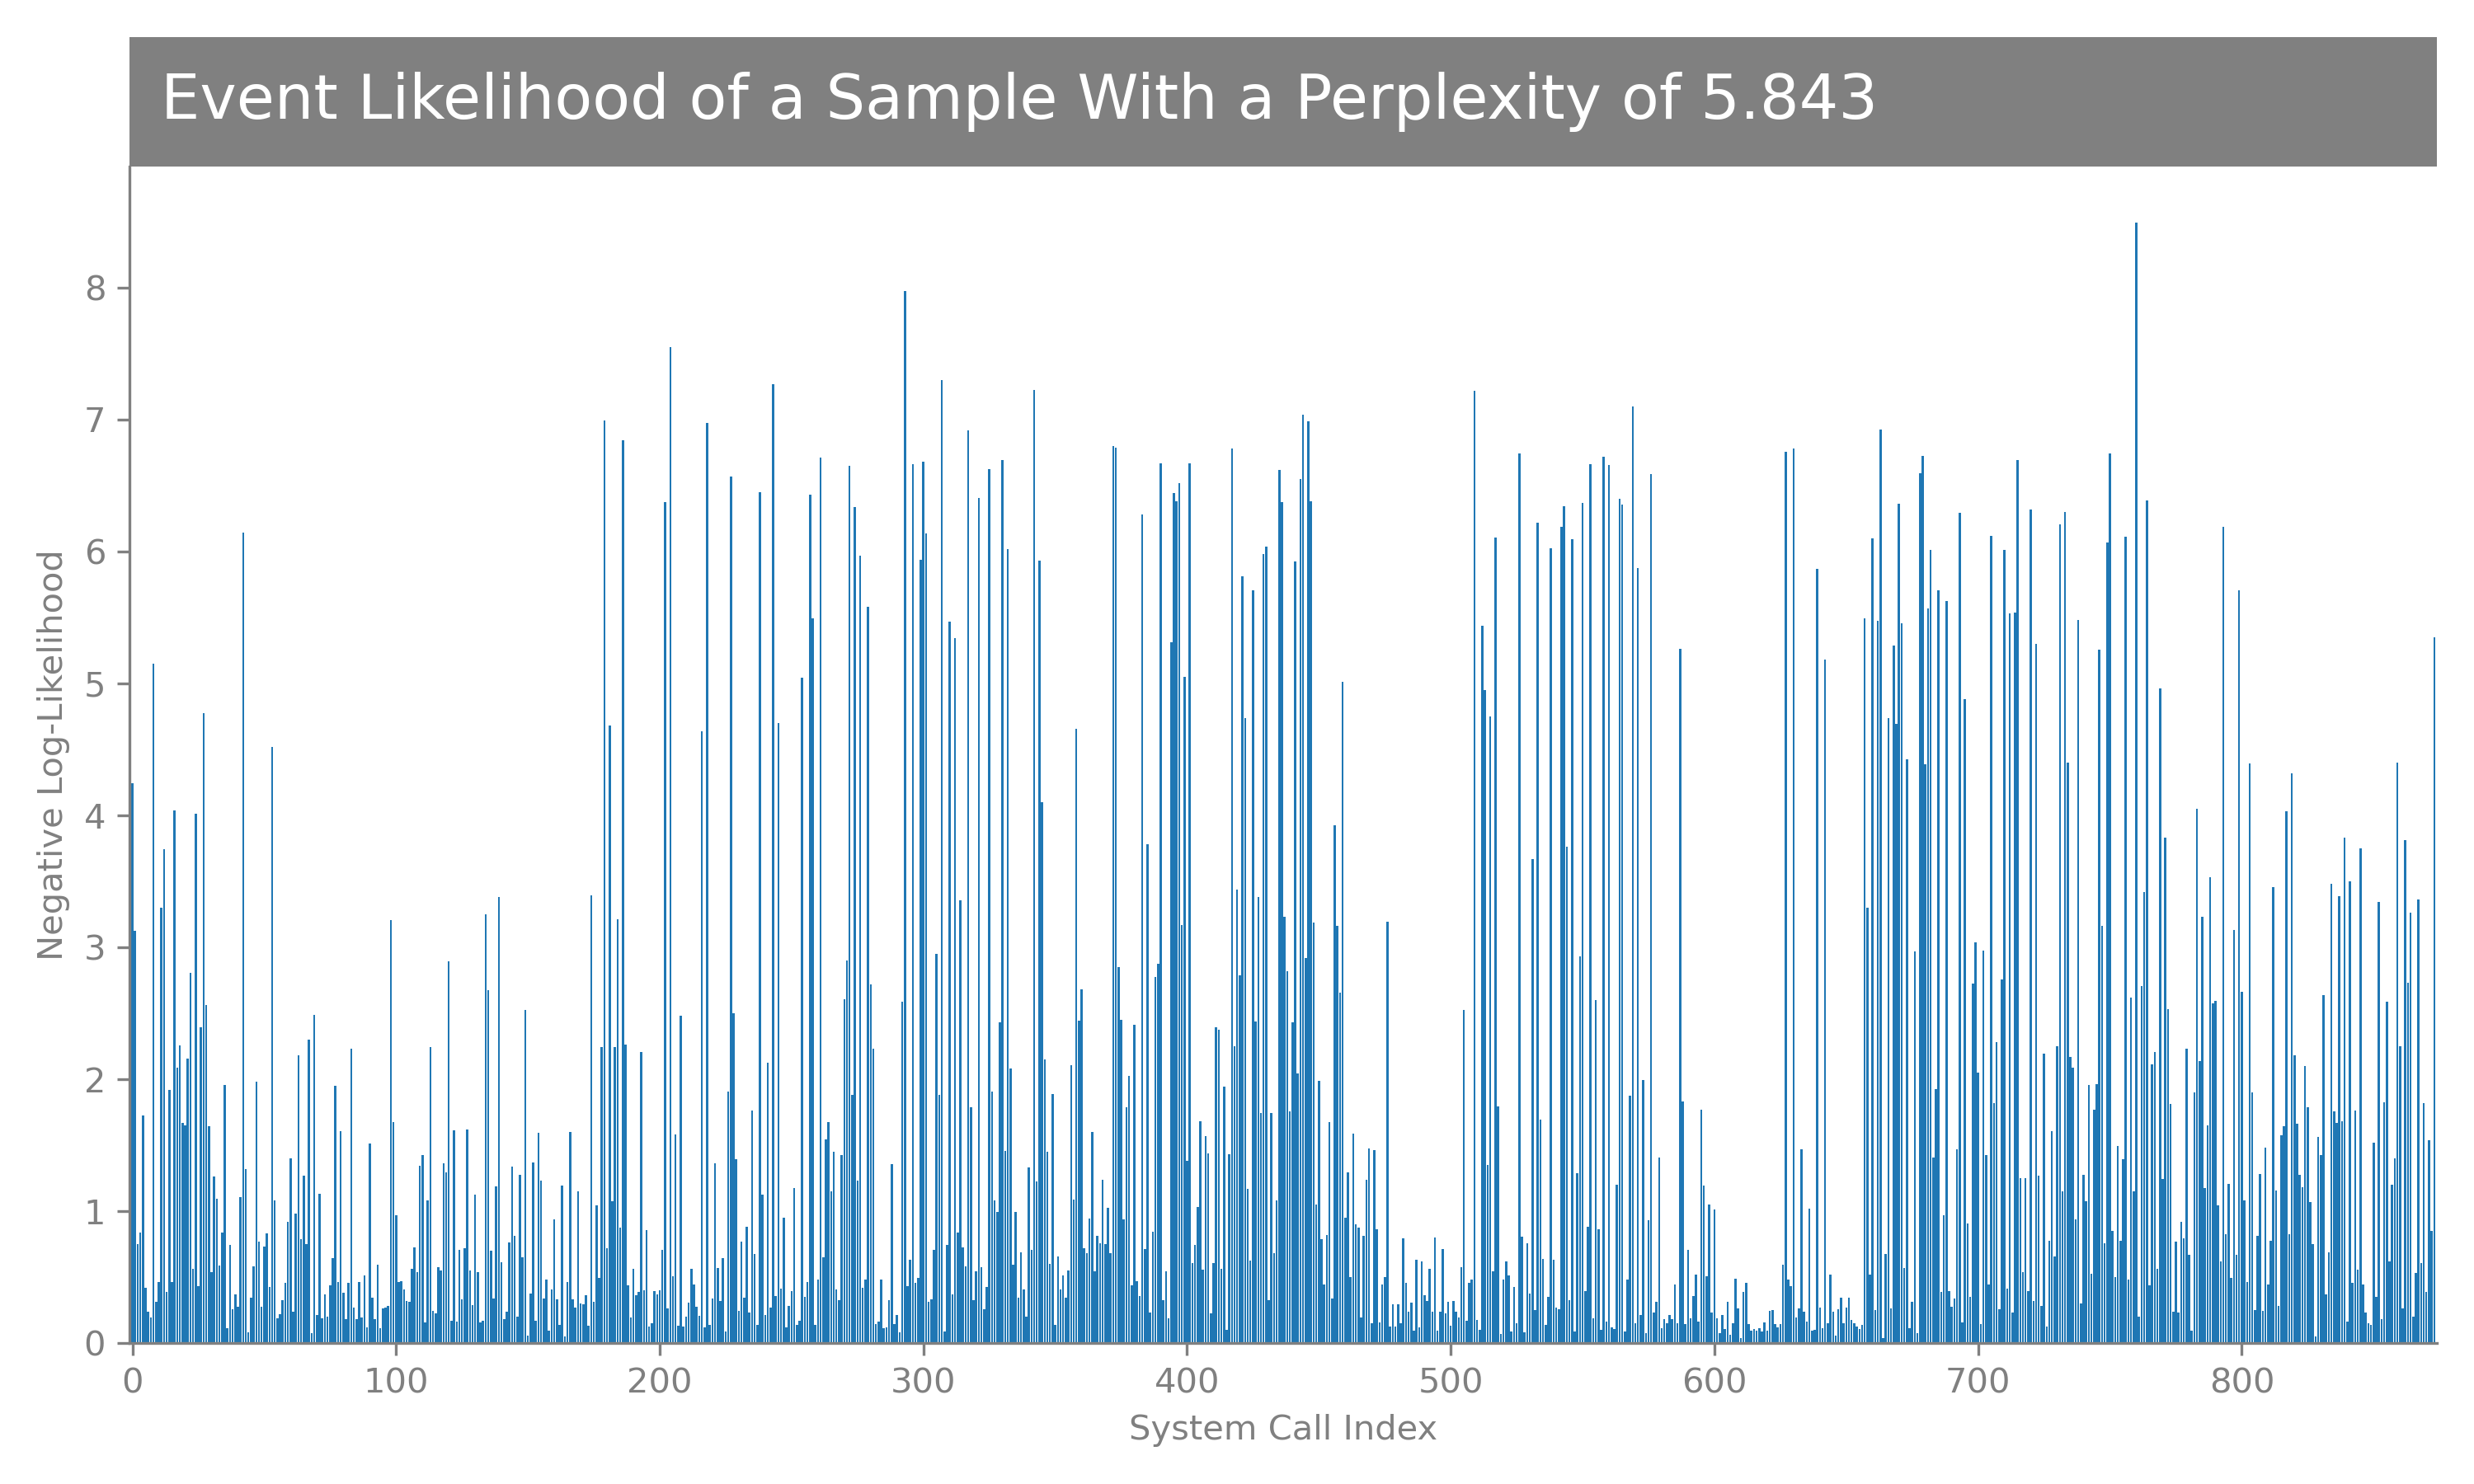 Event Likelihood of a Sample With a Perplexity of 5.843
8
7
6
5
4
3
2
1
0
Negative Log-Likelihood
0 100 200 300 400 500 600 700 800
System Call Index